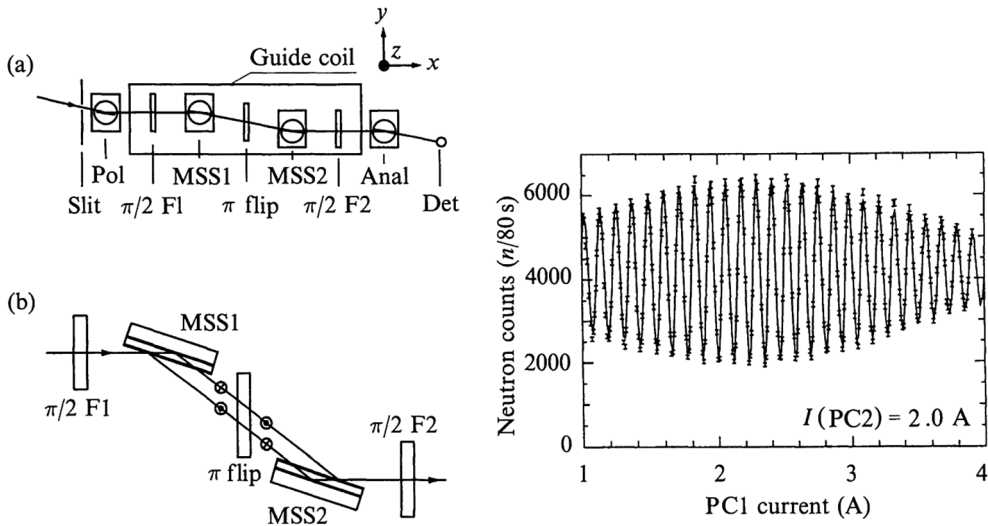 (a)
y
z
x
Guide coil
Pol
MSS1
MSS2
Anal
Slit
π/2 F1
π flip
π/2 F2
Det
(b)
MSS1
π/2 F1
π flip
MSS2
π/2 F2
Neutron counts (n/80 s)
6000
4000
2000
0
I (PC2) = 2.0 A
1
2
3
4
PC1 current (A)